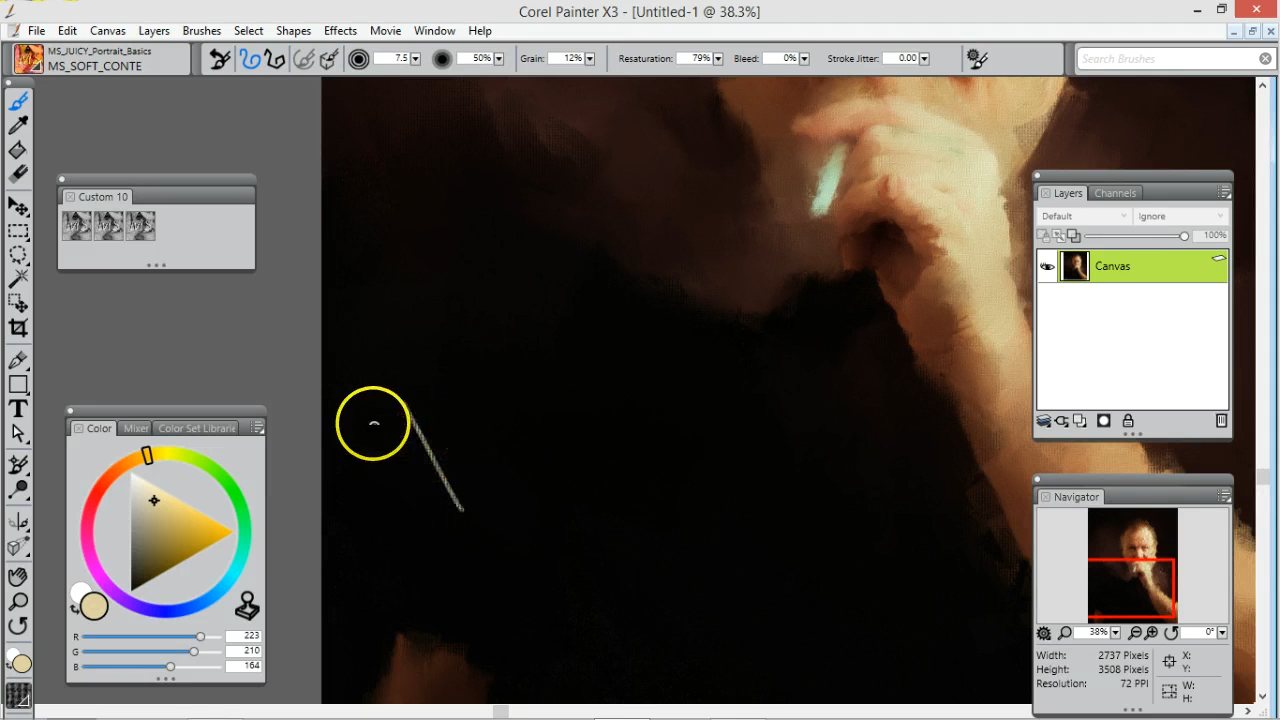 Corel Painter X3 - [Untitled-1 @ 38.3%]
File Edit Canvas Layers Brushes Select Shapes Effects Movie Window Help
MS_JUICY_Portrait_Basics
MS_SOFT_CONTE
7.5 50% Grain: 12% Resaturation: 79% Bleed: 0% Stroke Jitter: 0.00 Search Brushes
Custom 10
Layers Channels
Default Ignore
100%
Canvas
Color Mixer Color Set Librarie
R 223
G 210
B 164
Navigator
38% 0°
Width: 2737 Pixels X:
Height: 3508 Pixels Y:
Resolution: 72 PPI W:
H: